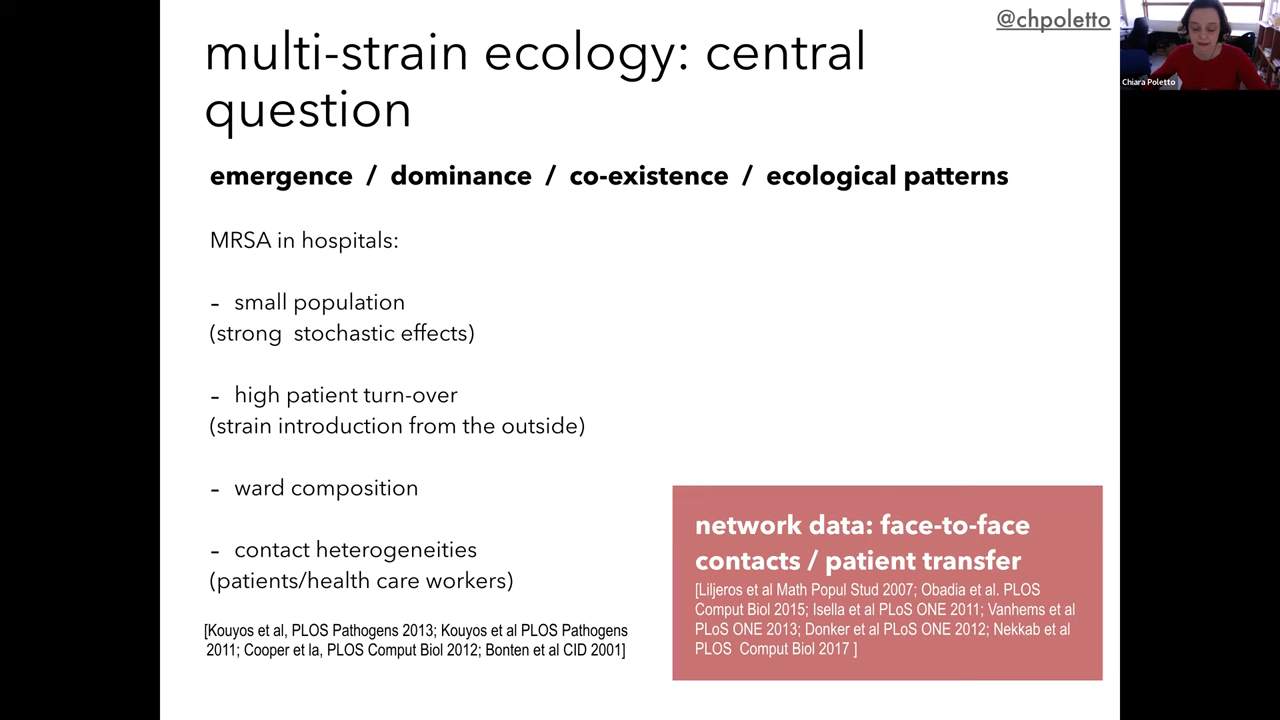 @chpoletto
multi-strain ecology: central
question
emergence / dominance / co-existence / ecological patterns
MRSA in hospitals:
- small population
(strong stochastic effects)
- high patient turn-over
(strain introduction from the outside)
- ward composition
- contact heterogeneities
(patients/health care workers)
[Kouyos et al, PLOS Pathogens 2013; Kouyos et al PLOS Pathogens
2011; Cooper et la, PLOS Comput Biol 2012; Bonten et al CID 2001]
network data: face-to-face
contacts / patient transfer
[Liljeros et al Math Popul Stud 2007; Obadia et al. PLOS
Comput Biol 2015; Isella et al PLoS ONE 2011; Vanhems et al
PLoS ONE 2013; Donker et al PLoS ONE 2012; Nekkab et al
PLOS Comput Biol 2017 ]
Chiara Poletto